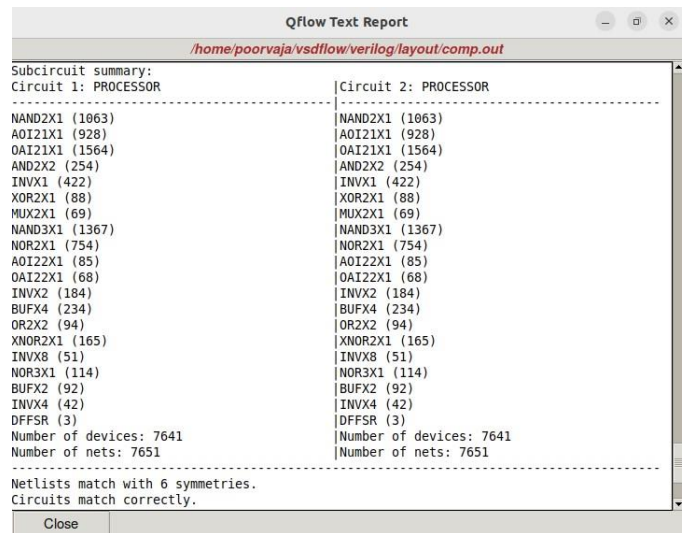 Qflow Text Report
/home/poorvaja/vsdflow/verilog/layout/comp.out
Subcircuit summary:
Circuit 1: PROCESSOR |Circuit 2: PROCESSOR
-------------------------------------------|-------------------------------------------
NAND2X1 (1063) |NAND2X1 (1063)
AOI21X1 (928) |AOI21X1 (928)
OAI21X1 (1564) |OAI21X1 (1564)
AND2X2 (254) |AND2X2 (254)
INVX1 (422) |INVX1 (422)
XOR2X1 (88) |XOR2X1 (88)
MUX2X1 (69) |MUX2X1 (69)
NAND3X1 (1367) |NAND3X1 (1367)
NOR2X1 (754) |NOR2X1 (754)
AOI22X1 (85) |AOI22X1 (85)
OAI22X1 (68) |OAI22X1 (68)
INVX2 (184) |INVX2 (184)
BUFX4 (234) |BUFX4 (234)
OR2X2 (94) |OR2X2 (94)
XNOR2X1 (165) |XNOR2X1 (165)
INVX8 (51) |INVX8 (51)
NOR3X1 (114) |NOR3X1 (114)
BUFX2 (92) |BUFX2 (92)
INVX4 (42) |INVX4 (42)
DFFSR (3) |DFFSR (3)
Number of devices: 7641 |Number of devices: 7641
Number of nets: 7651 |Number of nets: 7651
---------------------------------------------------------------------------------------
Netlists match with 6 symmetries.
Circuits match correctly.
Close